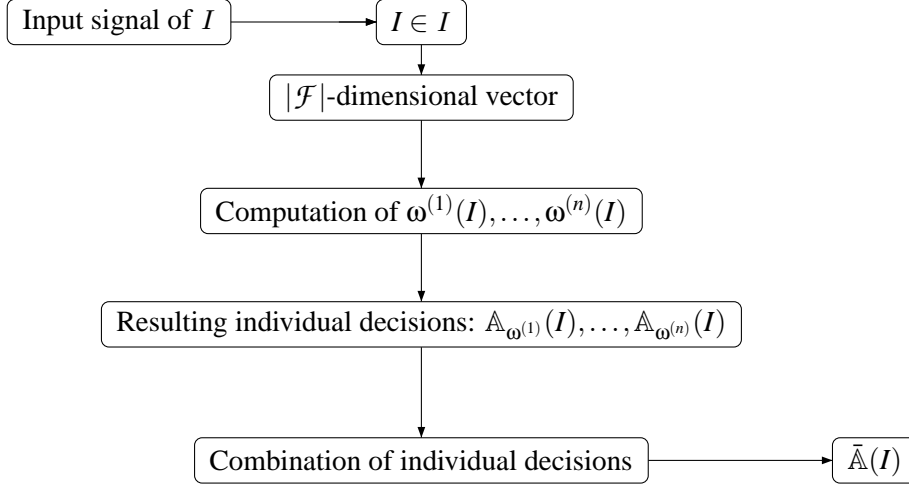 Input signal of I
I ∈ I
|ℱ|-dimensional vector
Computation of ω⁽¹⁾(I),…,ω⁽ⁿ⁾(I)
Resulting individual decisions: 𝔸_ω⁽¹⁾(I),…,𝔸_ω⁽ⁿ⁾(I)
Combination of individual decisions
𝔸̄(I)